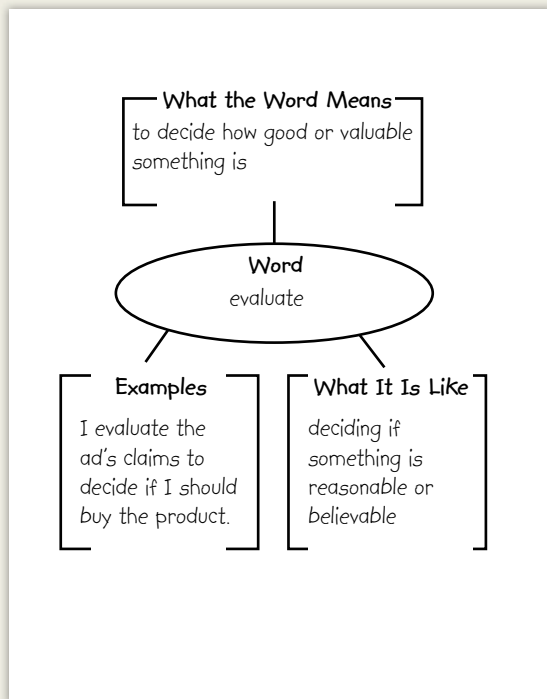 What the Word Means
to decide how good or valuable
something is
Word
evaluate
Examples
I evaluate the
ad's claims to
decide if I should
buy the product.
What It Is Like
deciding if
something is
reasonable or
believable